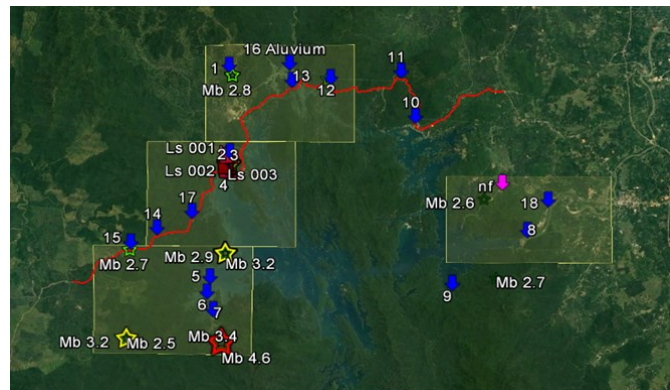 16 Aluvium
11
1
13
Mb 2.8
12
10
Ls 001
2 3
Ls 002
Ls 003
4
17
nf
Mb 2.6
18
14
8
15
Mb 2.7
Mb 2.9
Mb 3.2
5
Mb 2.7
9
6
7
Mb 3.4
Mb 3.2
Mb 2.5
Mb 4.6